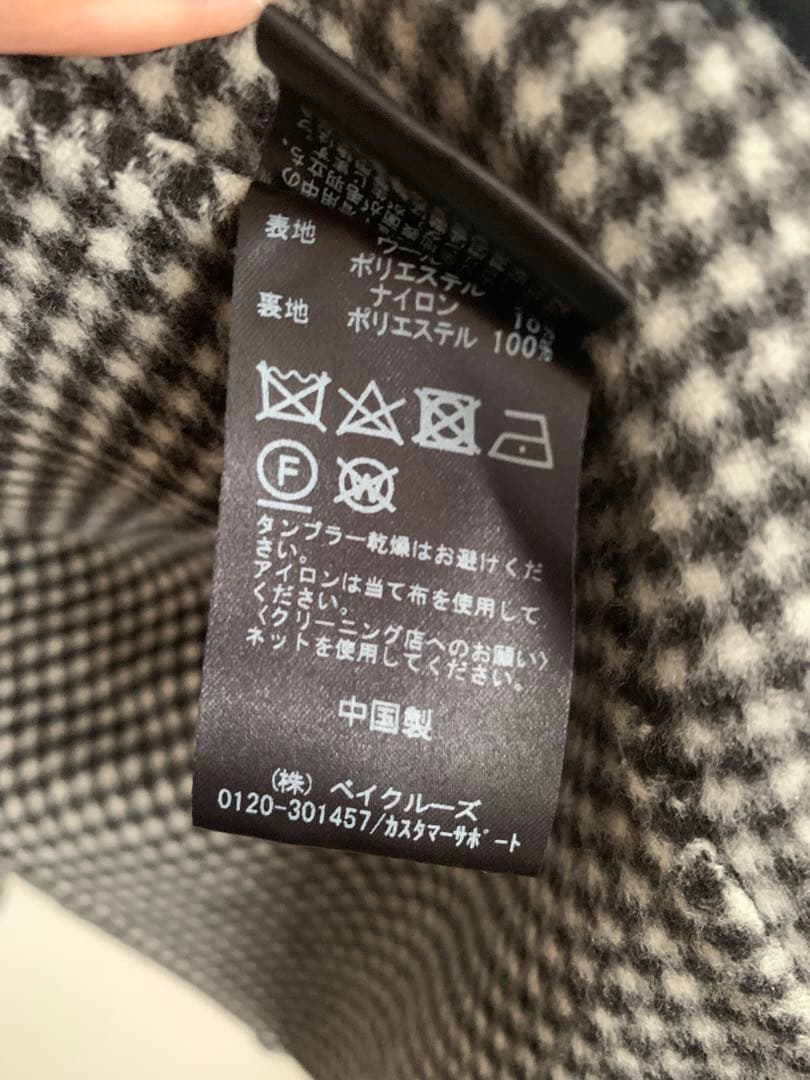 表地
ウール
ポリエステル
ナイロン 10%
裏地 ポリエステル 100%
F
W
タンブラー乾燥はお避けくだ
さい。
アイロンは当て布を使用して
ください。
〈クリーニング店へのお願い〉
ネットを使用してください。
中国製
(株) ベイクルーズ
0120-301457/カスタマーサポート